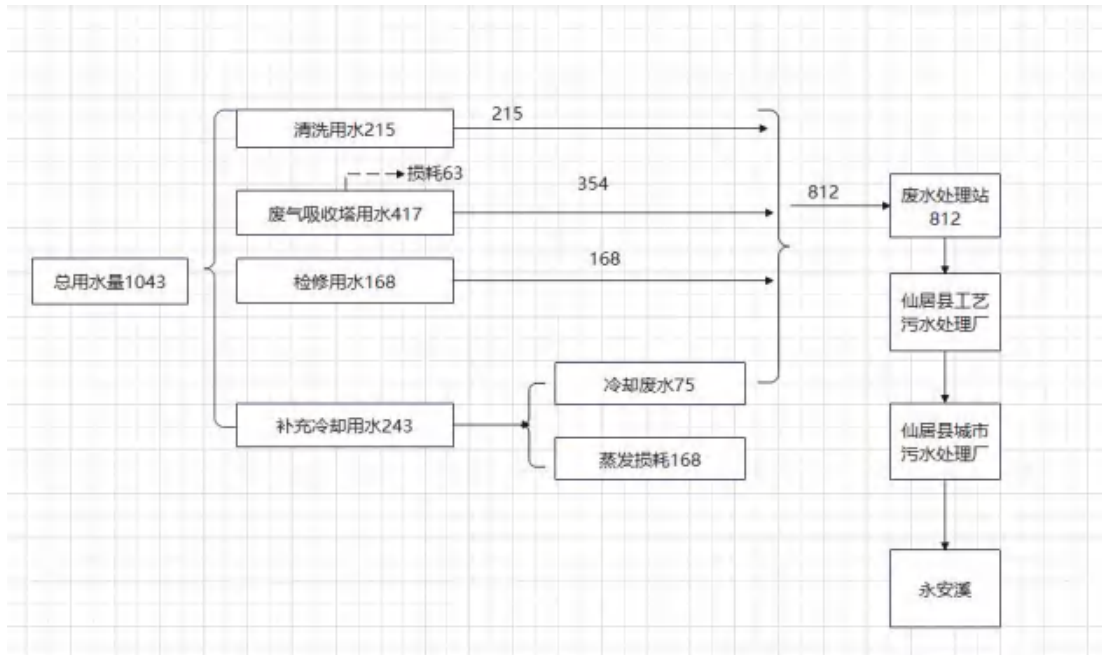 清洗用水215
215
损耗63
废气吸收塔用水417
354
812
废水处理站
812
总用水量1043
检修用水168
168
仙居县工艺
污水处理厂
冷却废水75
补充冷却用水243
仙居县城市
污水处理厂
蒸发损耗168
永安溪